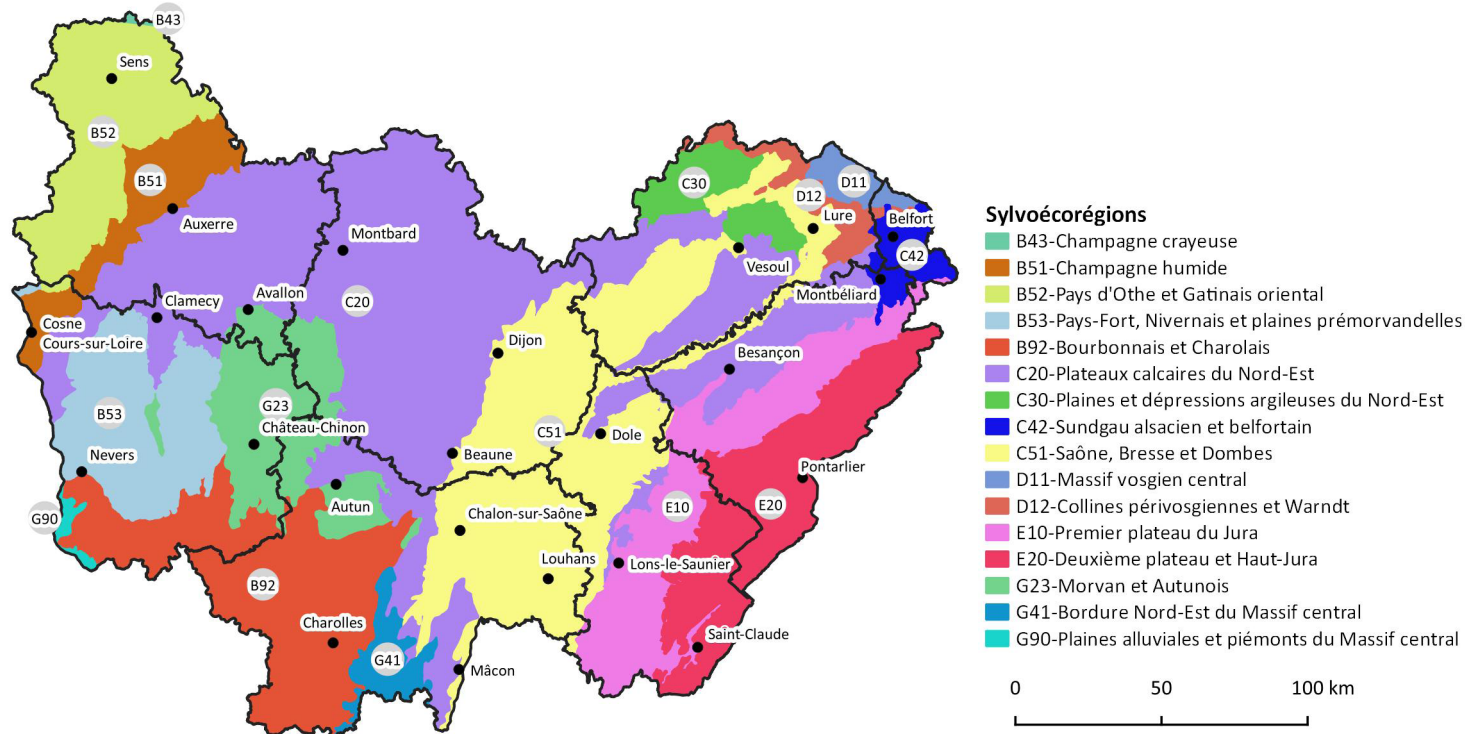 B43
Sens
B52
B51
C30
D11
D12
Auxerre
Lure
Belfort
Montbard
C42
Vesoul
Montbéliard
Clamecy
Avallon
C20
Cosne
Cours-sur-Loire
Dijon
Besançon
B53
G23
Château-Chinon
C51
Dole
Nevers
Beaune
Pontarlier
Autun
G90
Chalon-sur-Saône
E10
E20
Louhans
Lons-le-Saunier
B92
Charolles
Saint-Claude
G41
Mâcon
Sylvoécorégions
B43-Champagne crayeuse
B51-Champagne humide
B52-Pays d'Othe et Gatinais oriental
B53-Pays-Fort, Nivernais et plaines prémorvandelles
B92-Bourbonnais et Charolais
C20-Plateaux calcaires du Nord-Est
C30-Plaines et dépressions argileuses du Nord-Est
C42-Sundgau alsacien et belfortain
C51-Saône, Bresse et Dombes
D11-Massif vosgien central
D12-Collines périvosgiennes et Warndt
E10-Premier plateau du Jura
E20-Deuxième plateau et Haut-Jura
G23-Morvan et Autunois
G41-Bordure Nord-Est du Massif central
G90-Plaines alluviales et piémonts du Massif central
0 50 100 km